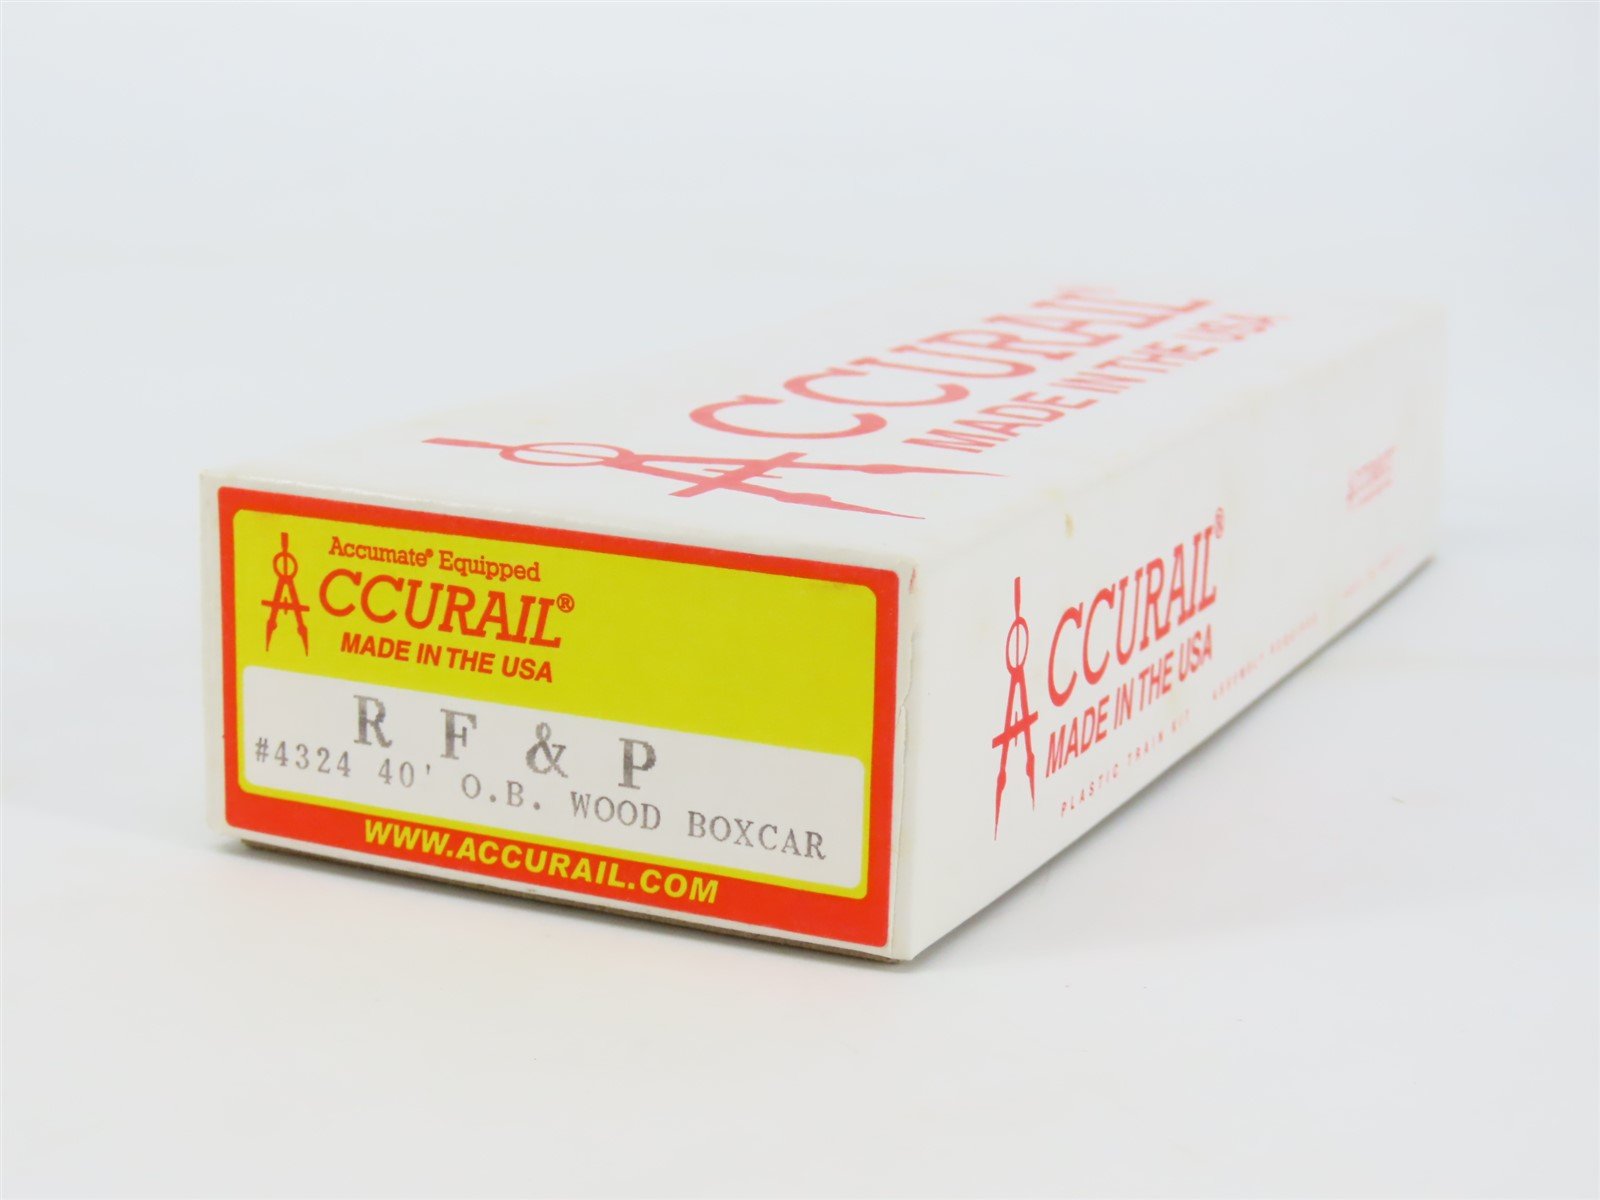 ACCURAIL
MADE IN THE USA
Accumate® Equipped
ACCURAIL®
MADE IN THE USA
R F & P
#4324 40' O.B. WOOD BOXCAR
WWW.ACCURAIL.COM
ACCURAIL®
MADE IN THE USA
PLASTIC TRAIN KIT